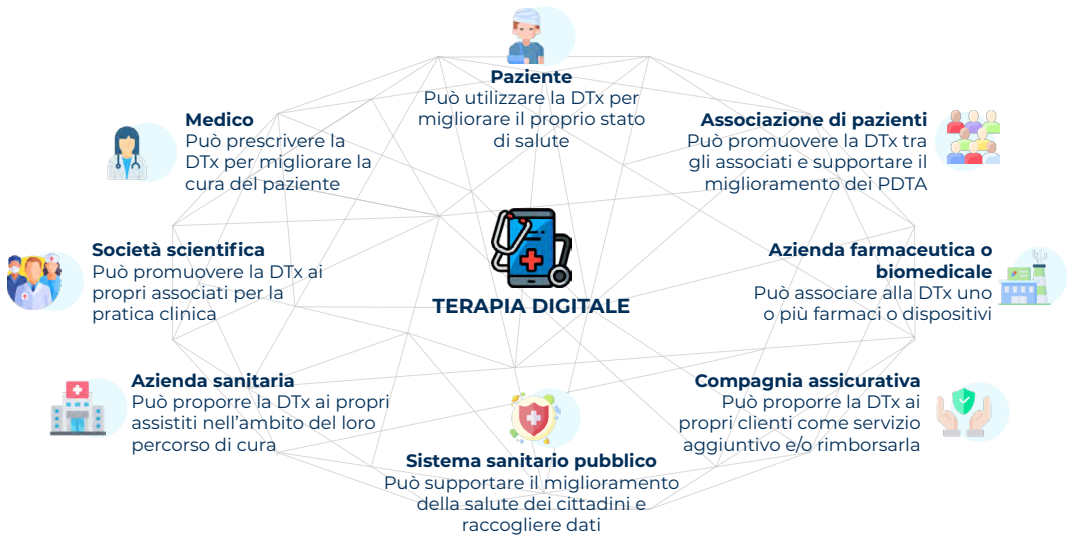 Paziente
Può utilizzare la DTx per
migliorare il proprio stato
di salute
Medico
Può prescrivere la
DTx per migliorare la
cura del paziente
Associazione di pazienti
Può promuovere la DTx tra
gli associati e supportare il
miglioramento dei PDTA
Società scientifica
Può promuovere la DTx ai
propri associati per la
pratica clinica
TERAPIA DIGITALE
Azienda farmaceutica o
biomedicale
Può associare alla DTx uno
o più farmaci o dispositivi
Azienda sanitaria
Può proporre la DTx ai propri
assistiti nell’ambito del loro
percorso di cura
Compagnia assicurativa
Può proporre la DTx ai
propri clienti come servizio
aggiuntivo e/o rimborsarla
Sistema sanitario pubblico
Può supportare il miglioramento
della salute dei cittadini e
raccogliere dati